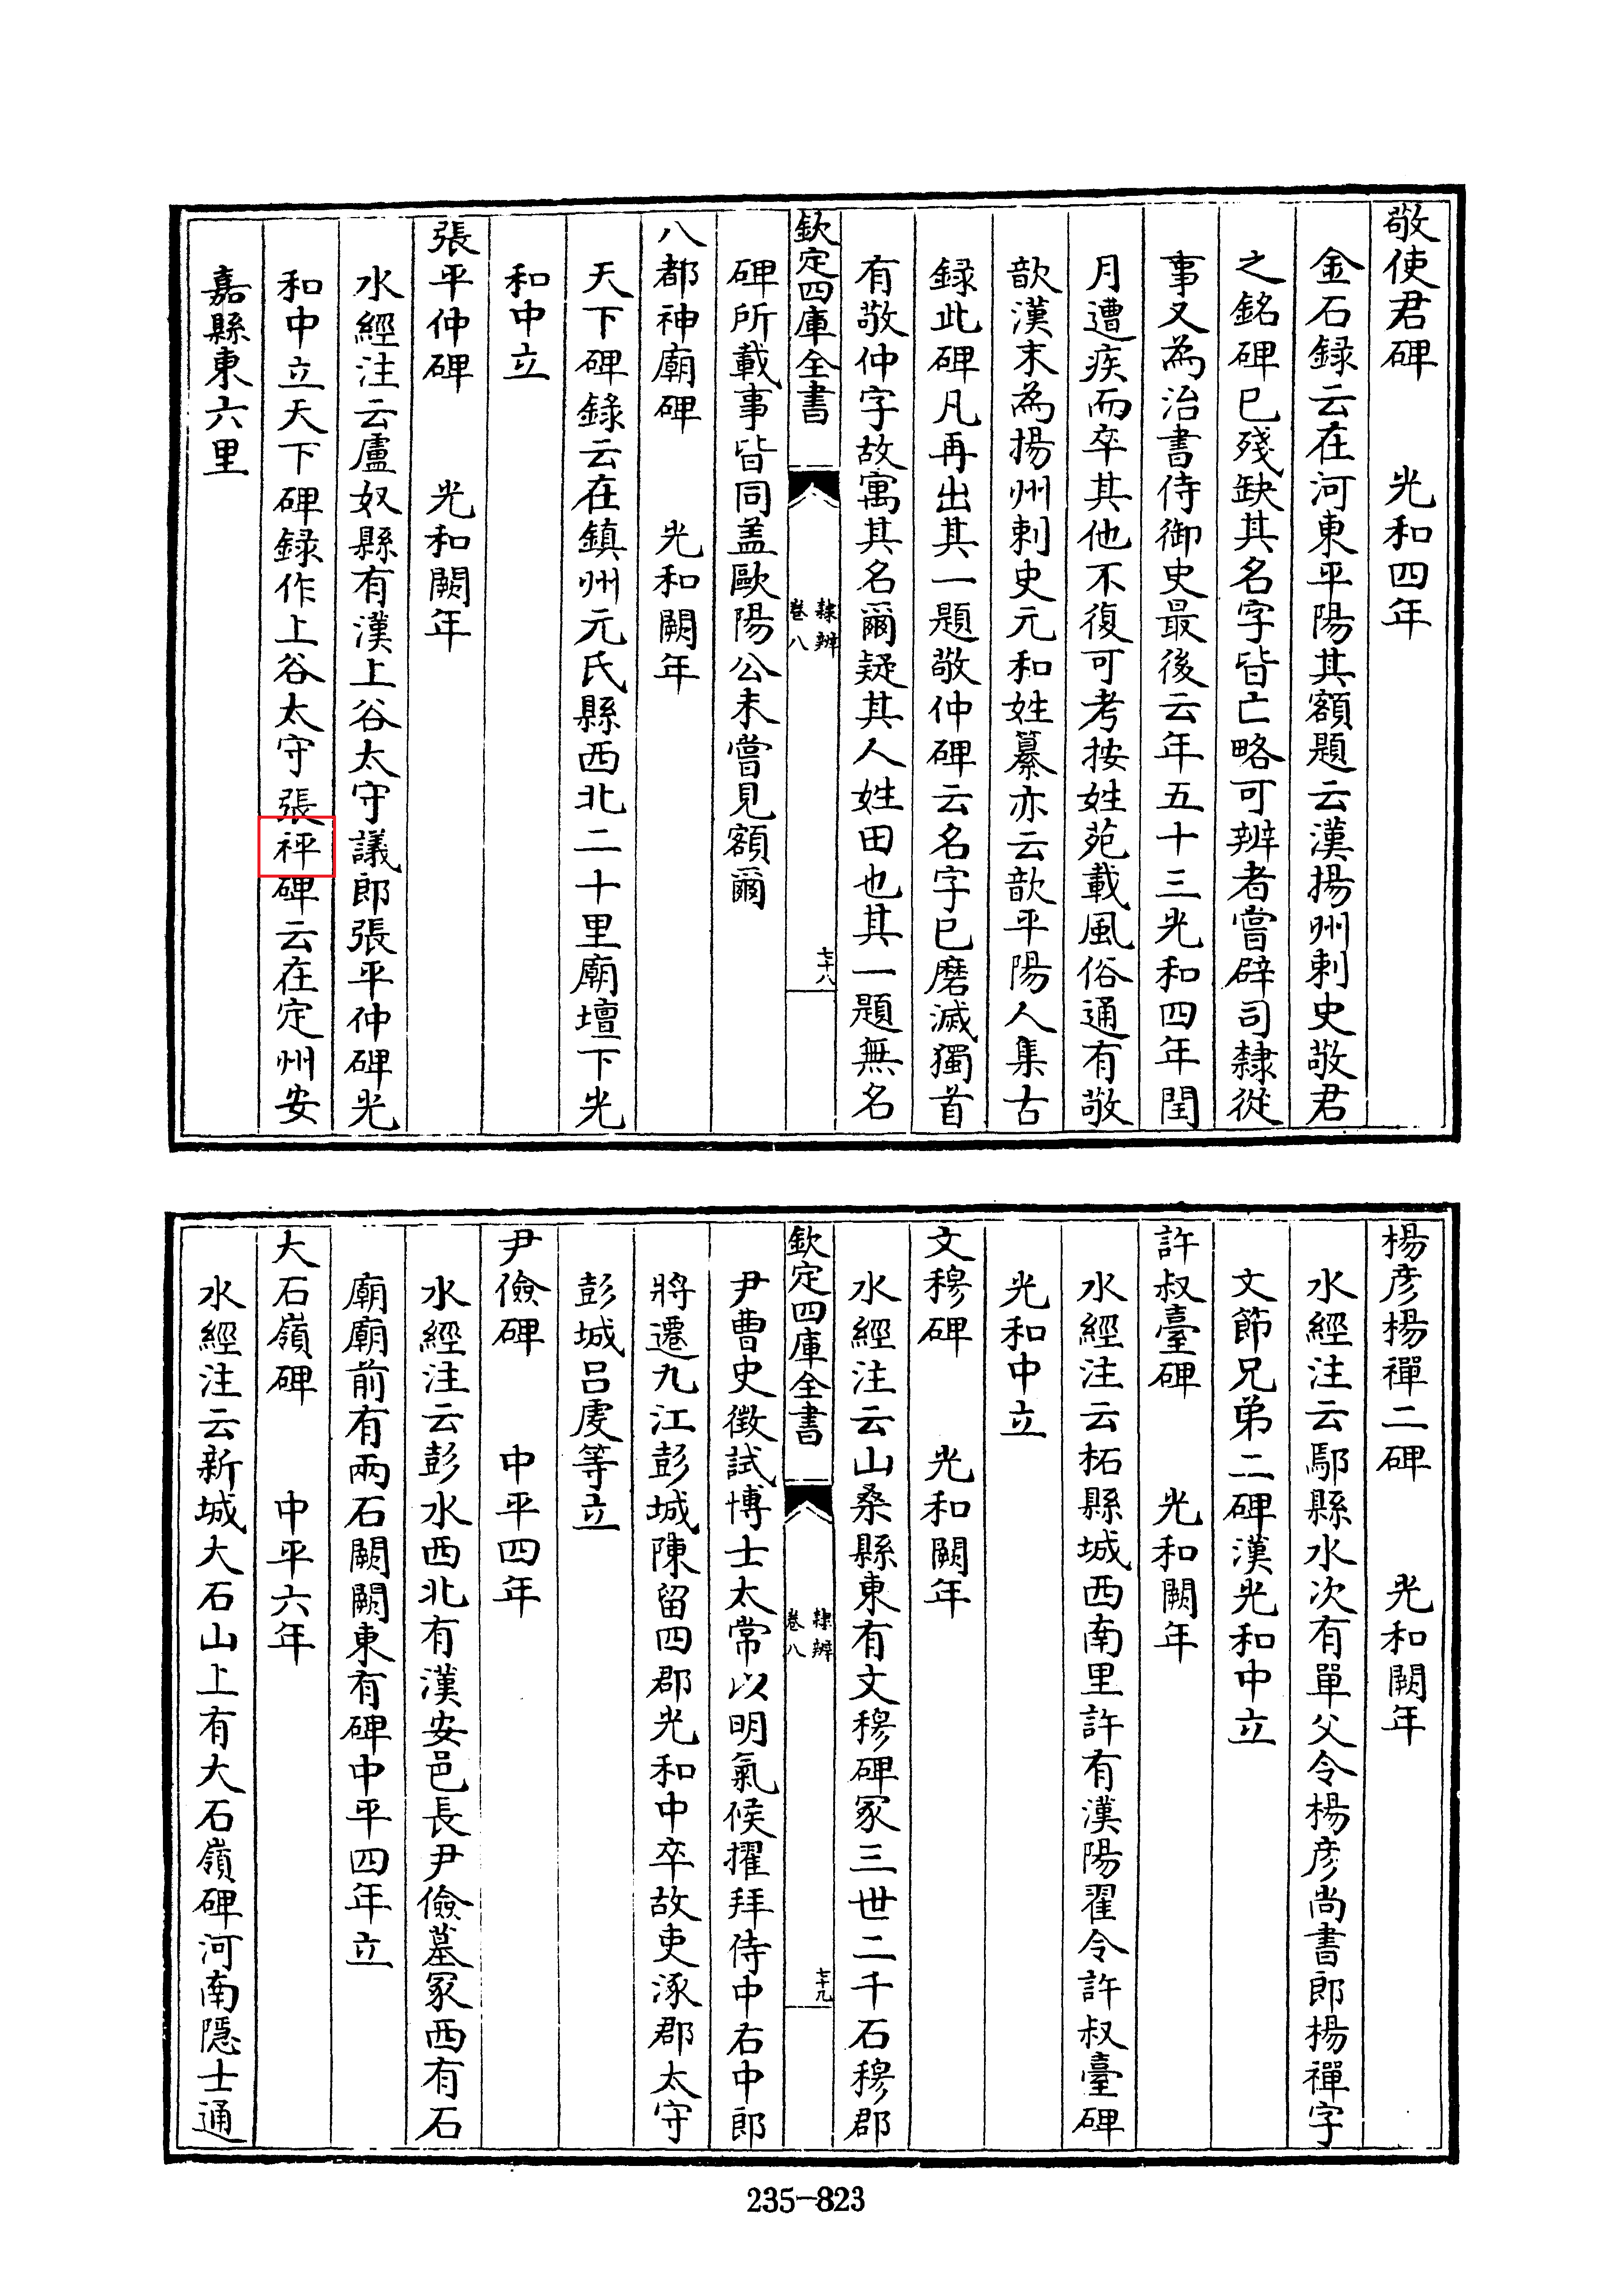 敬使君碑　　光和四年
金石録云在河東平陽其額題云漢揚州刺史敬君
之銘碑已殘缺其名字皆亡略可辨者嘗辟司隸從
事又為治書侍御史最後云年五十三光和四年閏
月遭疾而卒其他不復可考按姓苑載風俗通有敬
歆漢末為揚州刺史元和姓纂亦云歆平陽人集古
録此碑凡再出其一題敬仲碑云名字已磨滅獨首
有敬仲字故寓其名爾疑其人姓田也其一題無名
欽定四庫全書
隸辨
卷八
七十八
碑所載事皆同盖歐陽公未嘗見額爾
八都神廟碑　　光和闕年
天下碑錄云在鎮州元氏縣西北二十里廟壇下光
和中立
張平仲碑　　光和闕年
水經注云盧奴縣有漢上谷太守議郎張平仲碑光
和中立天下碑録作上谷太守張枰碑云在定州安
嘉縣東六里
楊彦楊禪二碑　　光和闕年
水經注云鄢縣水次有單父令楊彦尚書郎楊禪字
文節兄弟二碑漢光和中立
許叔臺碑　　光和闕年
水經注云柘縣城西南里許有漢陽翟令許叔臺碑
光和中立
文穆碑　　光和闕年
水經注云山桑縣東有文穆碑冢三世二千石穆郡
欽定四庫全書
隸辨
卷八
七十九
尹曹史徴試博士太常以明氣候擢拜侍中右中郎
將遷九江彭城陳留四郡光和中卒故吏涿郡太守
彭城呂虔等立
尹儉碑　　中平四年
水經注云彭水西北有漢安邑長尹儉墓冢西有石
廟廟前有兩石闕闕東有碑中平四年立
大石嶺碑　　中平六年
水經注云新城大石山上有大石嶺碑河南隱士通
235-823